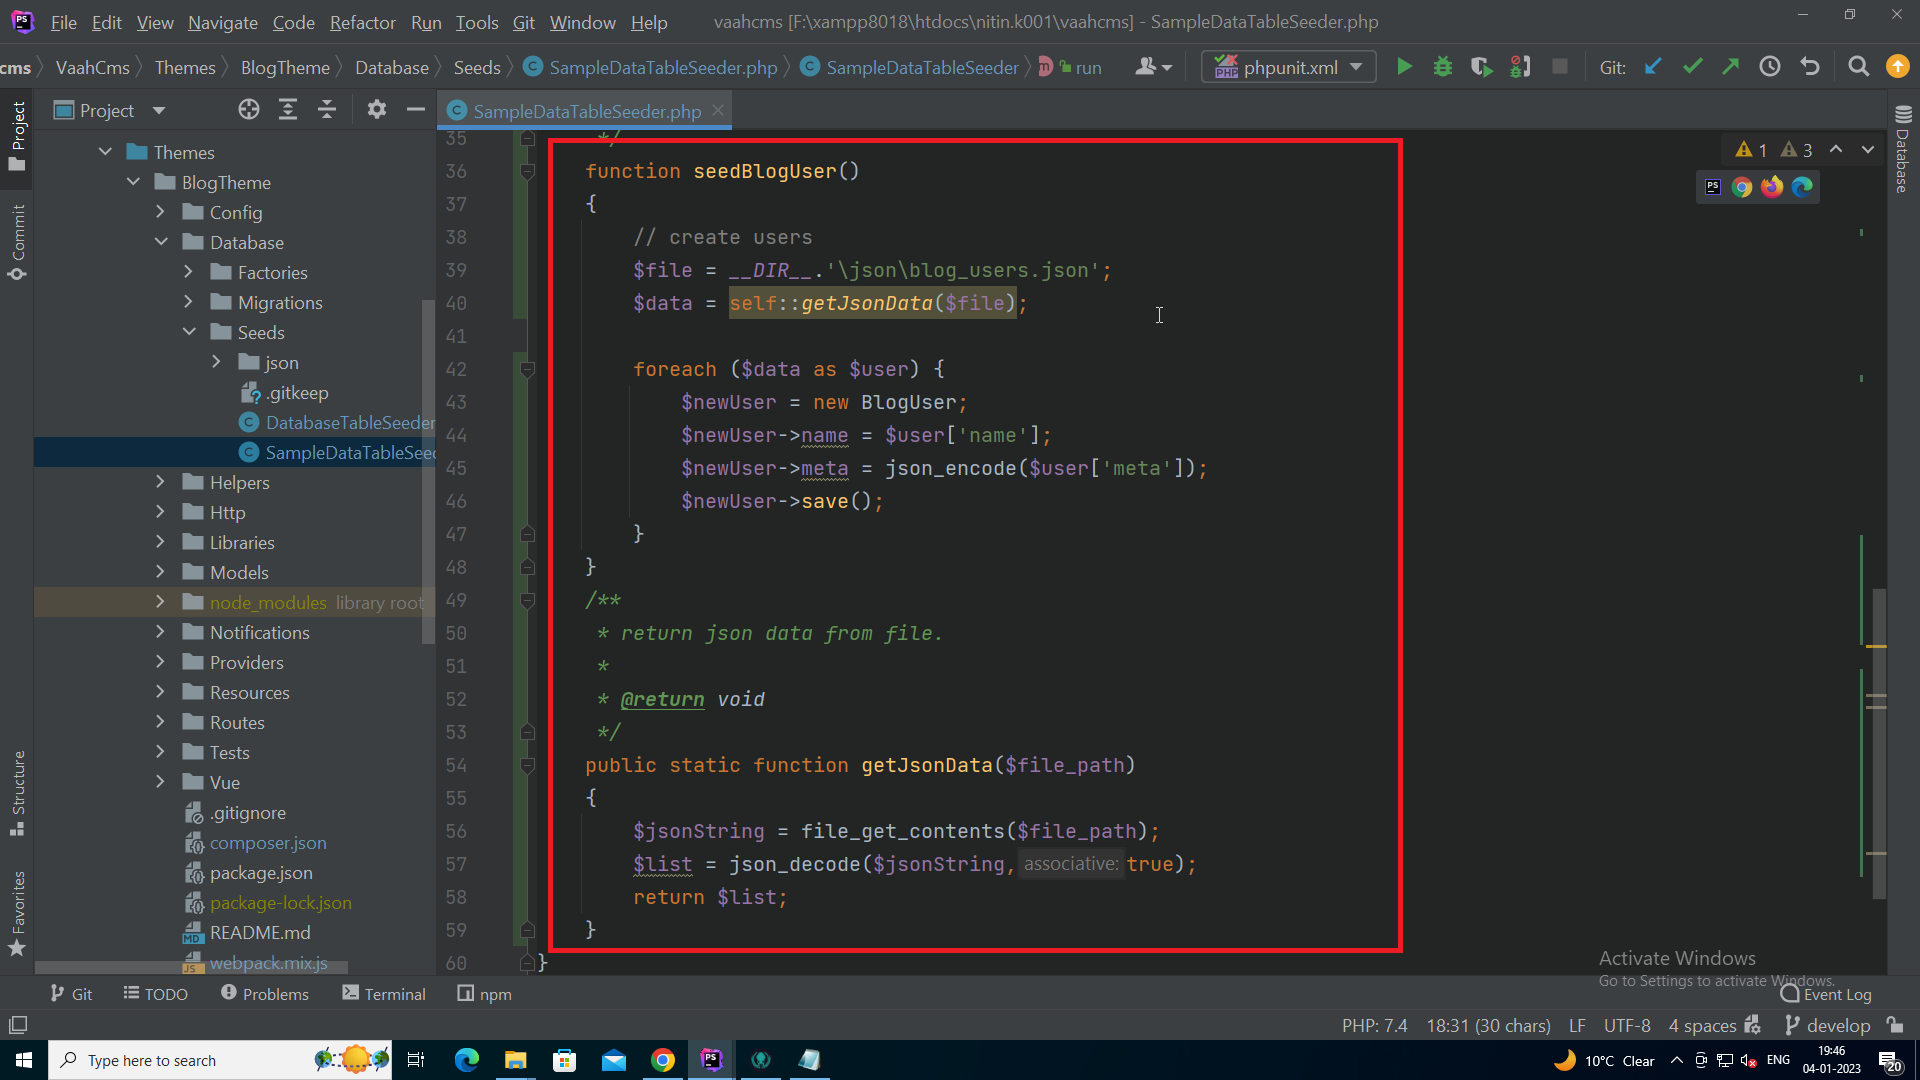 File Edit View Navigate Code Refactor Run Tools Git Window Help vaahcms [F:\xampp8018\htdocs\nitin.k001\vaahcms] - SampleDataTableSeeder.php
cms VaahCms Themes BlogTheme Database Seeds SampleDataTableSeeder.php SampleDataTableSeeder run phpunit.xml Git:
Project
SampleDataTableSeeder.php
Project
Commit
Structure
Favorites
Themes
BlogTheme
Config
Database
Factories
Migrations
Seeds
json
.gitkeep
DatabaseTableSeeder
SampleDataTableSeed
Helpers
Http
Libraries
Models
node_modules library root
Notifications
Providers
Resources
Routes
Tests
Vue
.gitignore
composer.json
package.json
package-lock.json
README.md
webpack.mix.js
35 */
36 function seedBlogUser()
37 {
38 // create users
39 $file = __DIR__.'\json\blog_users.json';
40 $data = self::getJsonData($file);
41
42 foreach ($data as $user) {
43 $newUser = new BlogUser;
44 $newUser->name = $user['name'];
45 $newUser->meta = json_encode($user['meta']);
46 $newUser->save();
47 }
48 }
49 /**
50 * return json data from file.
51 *
52 * @return void
53 */
54 public static function getJsonData($file_path)
55 {
56 $jsonString = file_get_contents($file_path);
57 $list = json_decode($jsonString, associative: true);
58 return $list;
59 }
60 }
1 3
Database
Activate Windows
Go to Settings to activate Windows.
Git TODO Problems Terminal npm Event Log
PHP: 7.4 18:31 (30 chars) LF UTF-8 4 spaces develop
Type here to search
10°C Clear ENG
19:46
04-01-2023
20